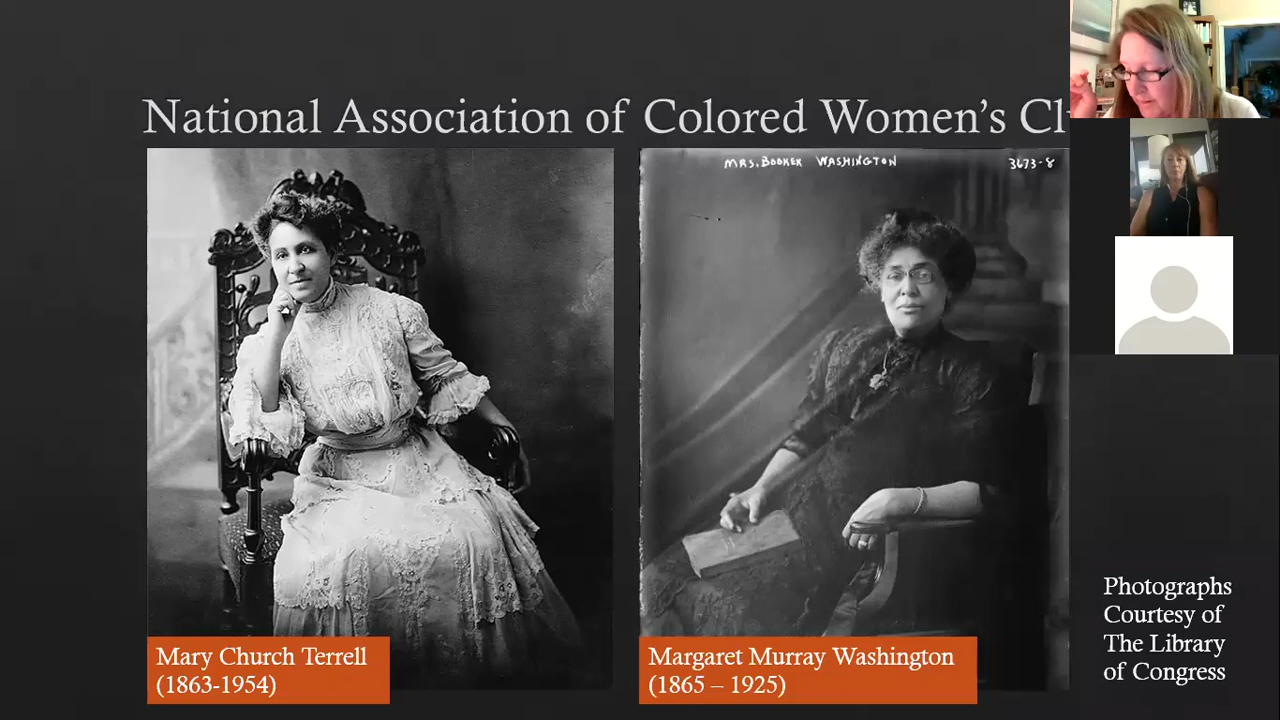 National Association of Colored Women's Cl
MRS. BOOKER WASHINGTON
3673-8
Mary Church Terrell
(1863-1954)
Margaret Murray Washington
(1865 – 1925)
Photographs
Courtesy of
The Library
of Congress